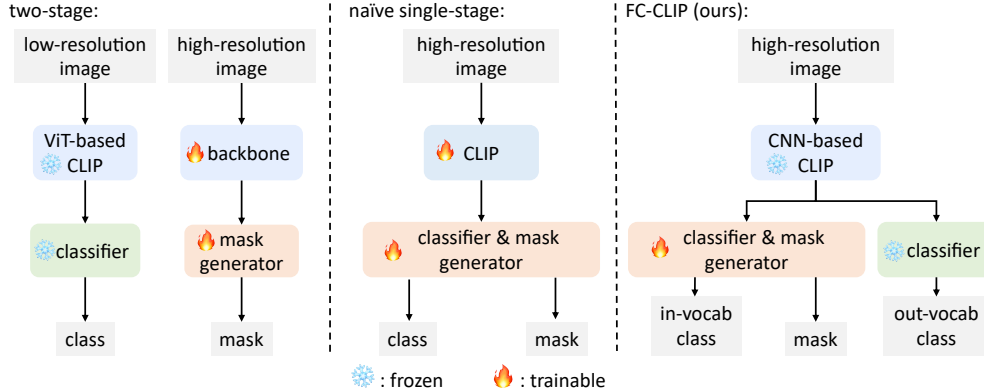 two-stage:
low-resolution
image
high-resolution
image
ViT-based
CLIP
backbone
classifier
mask
generator
class
mask
naïve single-stage:
high-resolution
image
CLIP
classifier & mask
generator
class
mask
FC-CLIP (ours):
high-resolution
image
CNN-based
CLIP
classifier & mask
generator
classifier
in-vocab
class
mask
out-vocab
class
: frozen
: trainable